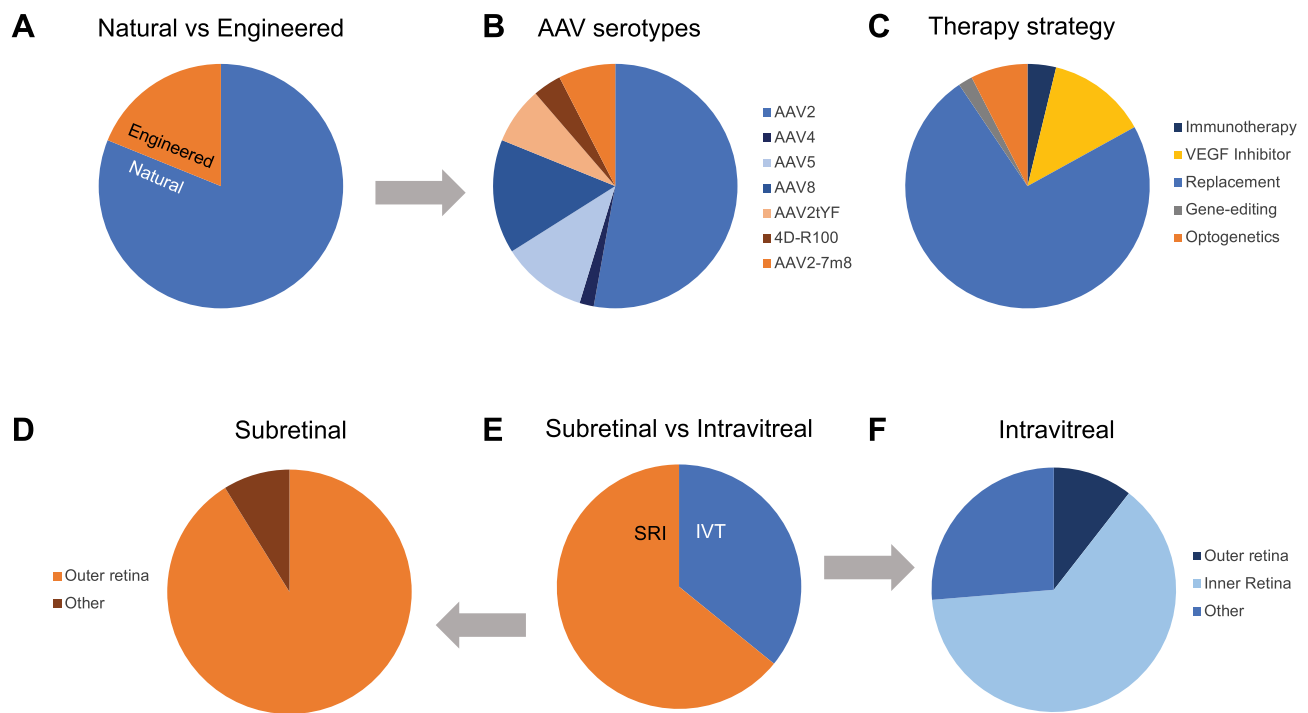 A
Natural vs Engineered
Engineered
Natural
B
AAV serotypes
AAV2
AAV4
AAV5
AAV8
AAV2tYF
4D-R100
AAV2-7m8
C
Therapy strategy
Immunotherapy
VEGF Inhibitor
Replacement
Gene-editing
Optogenetics
D
Subretinal
Outer retina
Other
E
Subretinal vs Intravitreal
SRI
IVT
F
Intravitreal
Outer retina
Inner Retina
Other